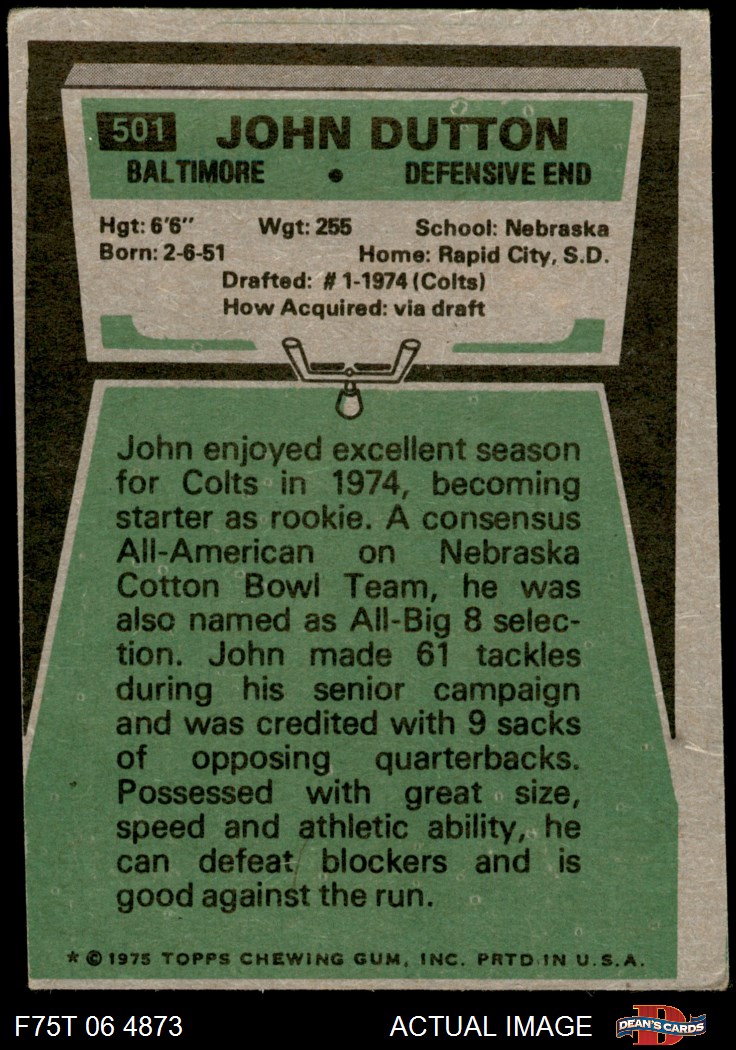 501 JOHN DUTTON
BALTIMORE • DEFENSIVE END
Hgt: 6'6" Wgt: 255 School: Nebraska
Born: 2-6-51 Home: Rapid City, S.D.
Drafted: #1-1974 (Colts)
How Acquired: via draft
John enjoyed excellent season
for Colts in 1974, becoming
starter as rookie. A consensus
All-American on Nebraska
Cotton Bowl Team, he was
also named as All-Big 8 selec-
tion. John made 61 tackles
during his senior campaign
and was credited with 9 sacks
of opposing quarterbacks.
Possessed with great size,
speed and athletic ability, he
can defeat blockers and is
good against the run.
* © 1975 TOPPS CHEWING GUM, INC. PRTD IN U.S.A.
F75T 06 4873 ACTUAL IMAGE D DEAN'S CARDS